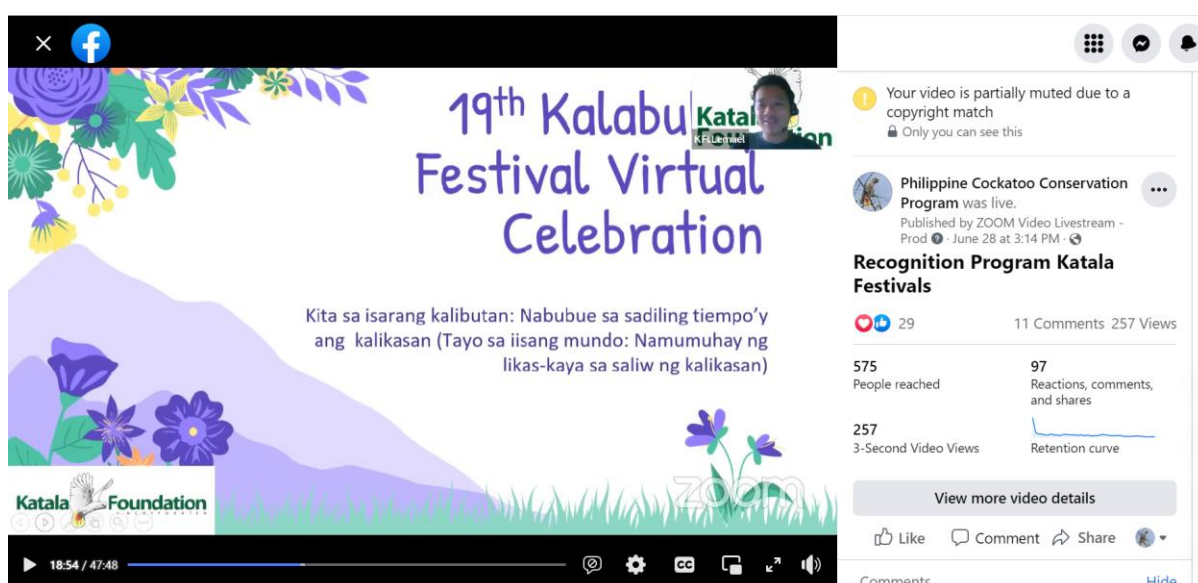 19th Kalabu
Festival Virtual
Celebration
Katala
Foundation
KFI.Lemuel
Kita sa isarang kalibutan: Nabubue sa sadiling tiempo'y
ang kalikasan (Tayo sa iisang mundo: Namumuhay ng
likas-kaya sa saliw ng kalikasan)
Katala Foundation
zoom
18:54 / 47:48
CC
Your video is partially muted due to a
copyright match
Only you can see this
Philippine Cockatoo Conservation
Program was live.
Published by ZOOM Video Livestream -
Prod · June 28 at 3:14 PM ·
Recognition Program Katala
Festivals
29 11 Comments 257 Views
575 97
People reached Reactions, comments,
and shares
257
3-Second Video Views Retention curve
View more video details
Like Comment Share
Comments Hide